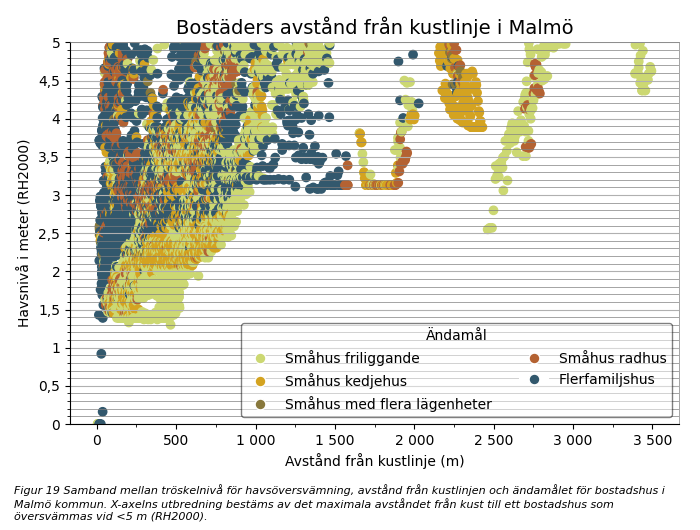 Bostäders avstånd från kustlinje i Malmö
Havsnivå i meter (RH2000)
5
4,5
4
3,5
3
2,5
2
1,5
1
0,5
0
Ändamål
Småhus friliggande
Småhus kedjehus
Småhus med flera lägenheter
Småhus radhus
Flerfamiljshus
0 500 1 000 1 500 2 000 2 500 3 000 3 500
Avstånd från kustlinje (m)
Figur 19 Samband mellan tröskelnivå för havsöversvämning, avstånd från kustlinjen och ändamålet för bostadshus i
Malmö kommun. X-axelns utbredning bestäms av det maximala avståndet från kust till ett bostadshus som
översvämmas vid <5 m (RH2000).